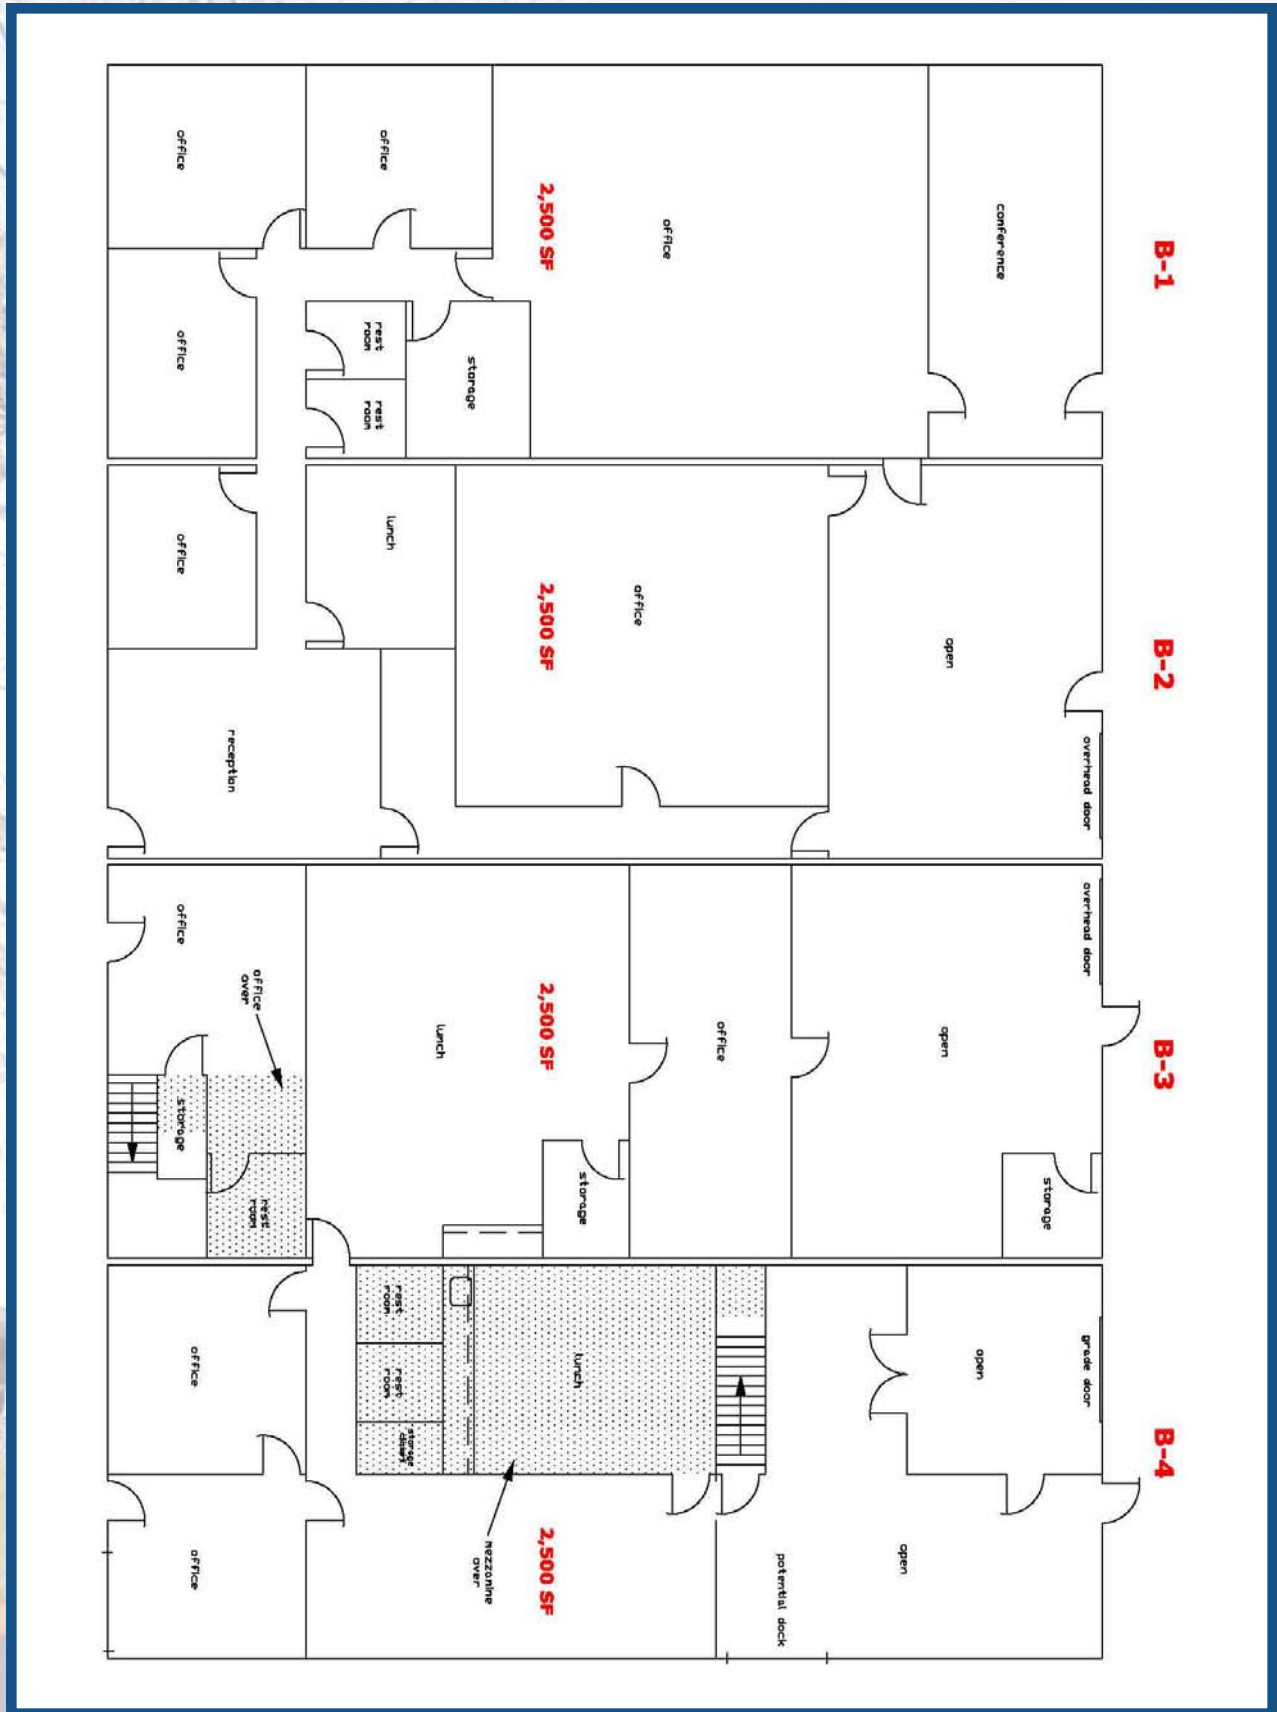 B-1
office
office
2,500 SF
office
conference
office
rest
room
rest
room
storage
B-2
office
lunch
2,500 SF
office
open
reception
overhead door
B-3
office
office
over
storage
rest
room
lunch
2,500 SF
storage
office
open
overhead door
storage
B-4
office
rest
room
rest
room
storage
closet
lunch
open
grade door
office
mezzanine
over
2,500 SF
potential dock
open